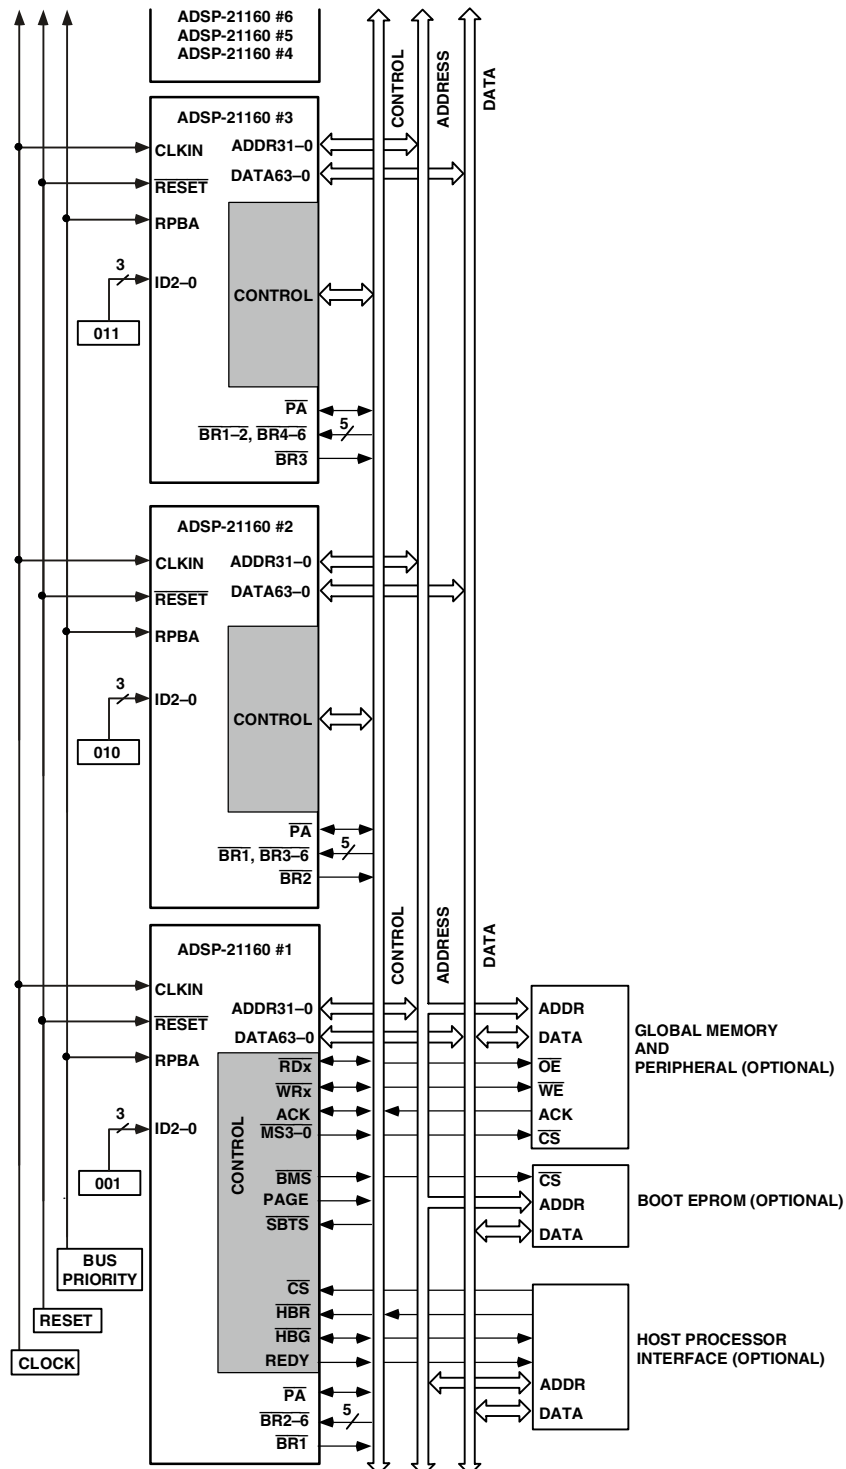 ADSP-21160 #6
ADSP-21160 #5
ADSP-21160 #4
CONTROL
ADDRESS
DATA
ADSP-21160 #3
CLKIN
ADDR31–0
RESET
DATA63–0
RPBA
3
ID2–0
CONTROL
011
PA
BR1–2, BR4–6
5
BR3
ADSP-21160 #2
CLKIN
ADDR31–0
RESET
DATA63–0
RPBA
3
ID2–0
CONTROL
010
PA
BR1, BR3–6
5
BR2
CONTROL
ADDRESS
DATA
ADSP-21160 #1
CLKIN
ADDR31–0
RESET
DATA63–0
RPBA
3
ID2–0
001
CONTROL
RDx
WRx
ACK
MS3–0
BMS
PAGE
SBTS
CS
HBR
HBG
REDY
PA
BR2–6
5
BR1
ADDR
DATA
OE
WE
ACK
CS
GLOBAL MEMORY
AND
PERIPHERAL (OPTIONAL)
CS
ADDR
DATA
BOOT EPROM (OPTIONAL)
ADDR
DATA
HOST PROCESSOR
INTERFACE (OPTIONAL)
BUS
PRIORITY
RESET
CLOCK